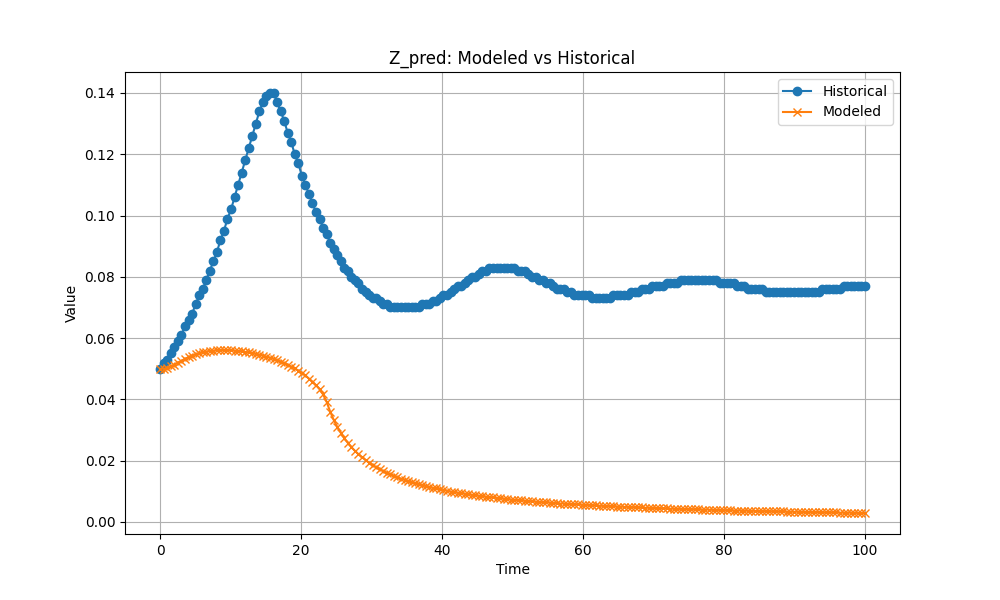 Z_pred: Modeled vs Historical
Historical
Modeled
Value
0.14
0.12
0.10
0.08
0.06
0.04
0.02
0.00
0 20 40 60 80 100
Time